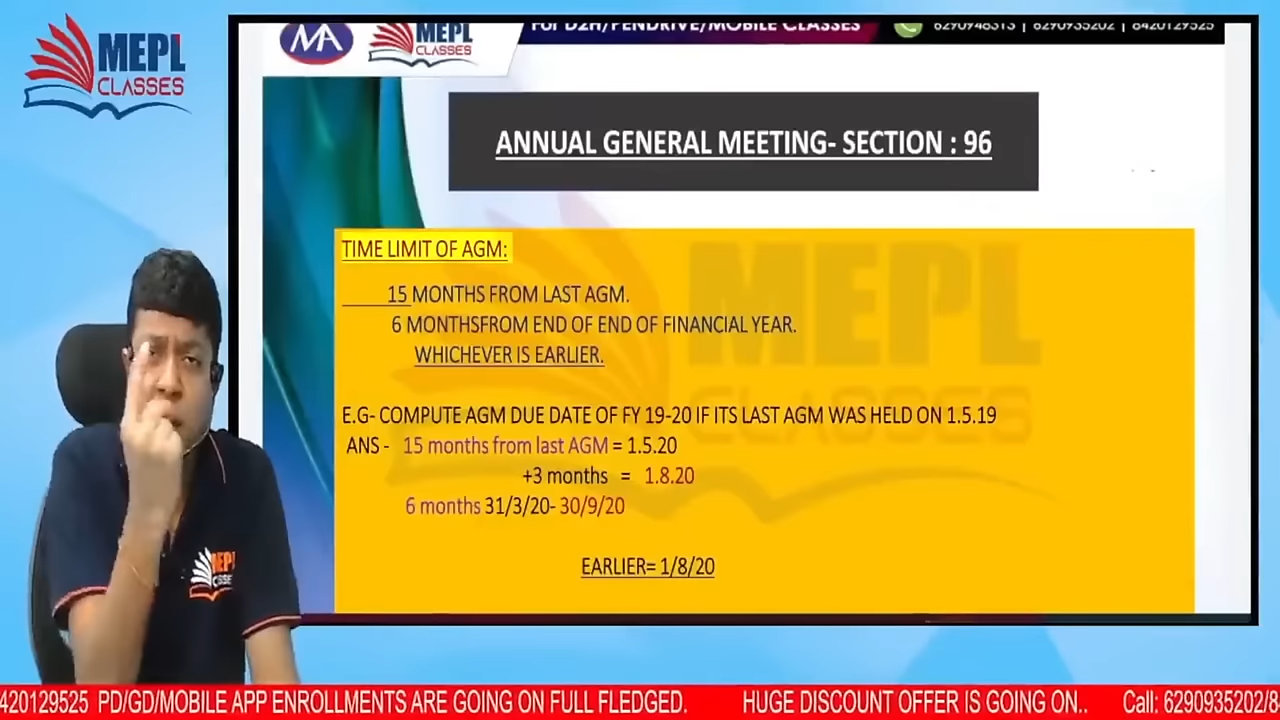 MEPL
CLASSES
MA
MEPL
CLASSES
For D2H/PENDRIVE/MOBILE CLASSES
6290948313 | 6290935202 | 8420129525
ANNUAL GENERAL MEETING- SECTION : 96
TIME LIMIT OF AGM:
15 MONTHS FROM LAST AGM.
6 MONTHSFROM END OF END OF FINANCIAL YEAR.
WHICHEVER IS EARLIER.
E.G- COMPUTE AGM DUE DATE OF FY 19-20 IF ITS LAST AGM WAS HELD ON 1.5.19
ANS - 15 months from last AGM = 1.5.20
+3 months = 1.8.20
6 months 31/3/20- 30/9/20
EARLIER= 1/8/20
MEPL
CLASSES
MEPL
420129525 PD/GD/MOBILE APP ENROLLMENTS ARE GOING ON FULL FLEDGED. HUGE DISCOUNT OFFER IS GOING ON.. Call: 6290935202/8